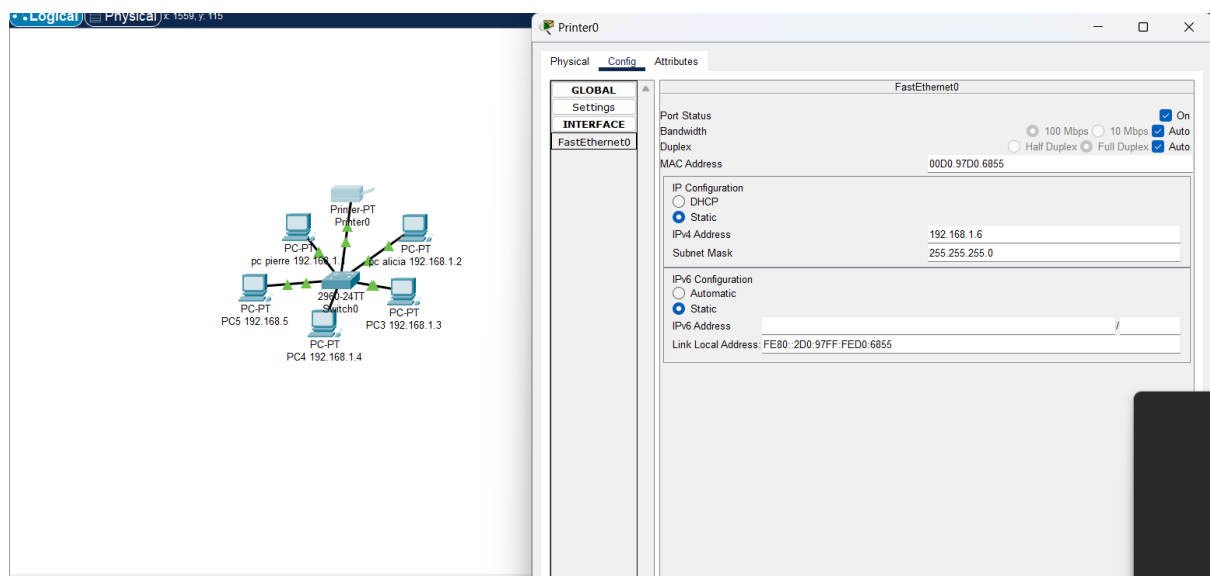 Logical Physical x: 1559, y: 115
Printer-PT
Printer0
PC-PT
pc pierre 192.168.1.1
PC-PT
pc alicia 192.168.1.2
2960-24TT
Switch0
PC-PT
PC5 192.168.5
PC-PT
PC3 192.168.1.3
PC-PT
PC4 192.168.1.4
Printer0
Physical Config Attributes
GLOBAL
Settings
INTERFACE
FastEthernet0
FastEthernet0
Port Status On
Bandwidth 100 Mbps 10 Mbps Auto
Duplex Half Duplex Full Duplex Auto
MAC Address 00D0.97D0.6855
IP Configuration
DHCP
Static
IPv4 Address 192.168.1.6
Subnet Mask 255.255.255.0
IPv6 Configuration
Automatic
Static
IPv6 Address /
Link Local Address: FE80::2D0:97FF:FED0:6855